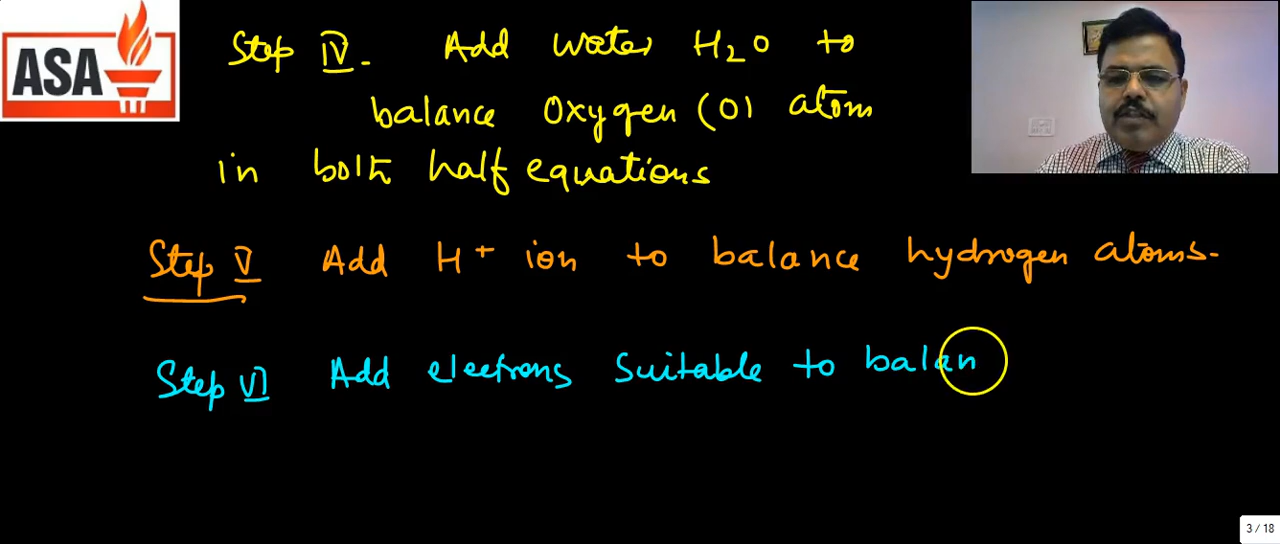 ASA
Step IV. Add water H2O to
balance Oxygen (O) atom
in both half equations
Step V Add H+ ion to balance hydrogen atoms.
Step VI Add electrons Suitable to balan
3 / 18